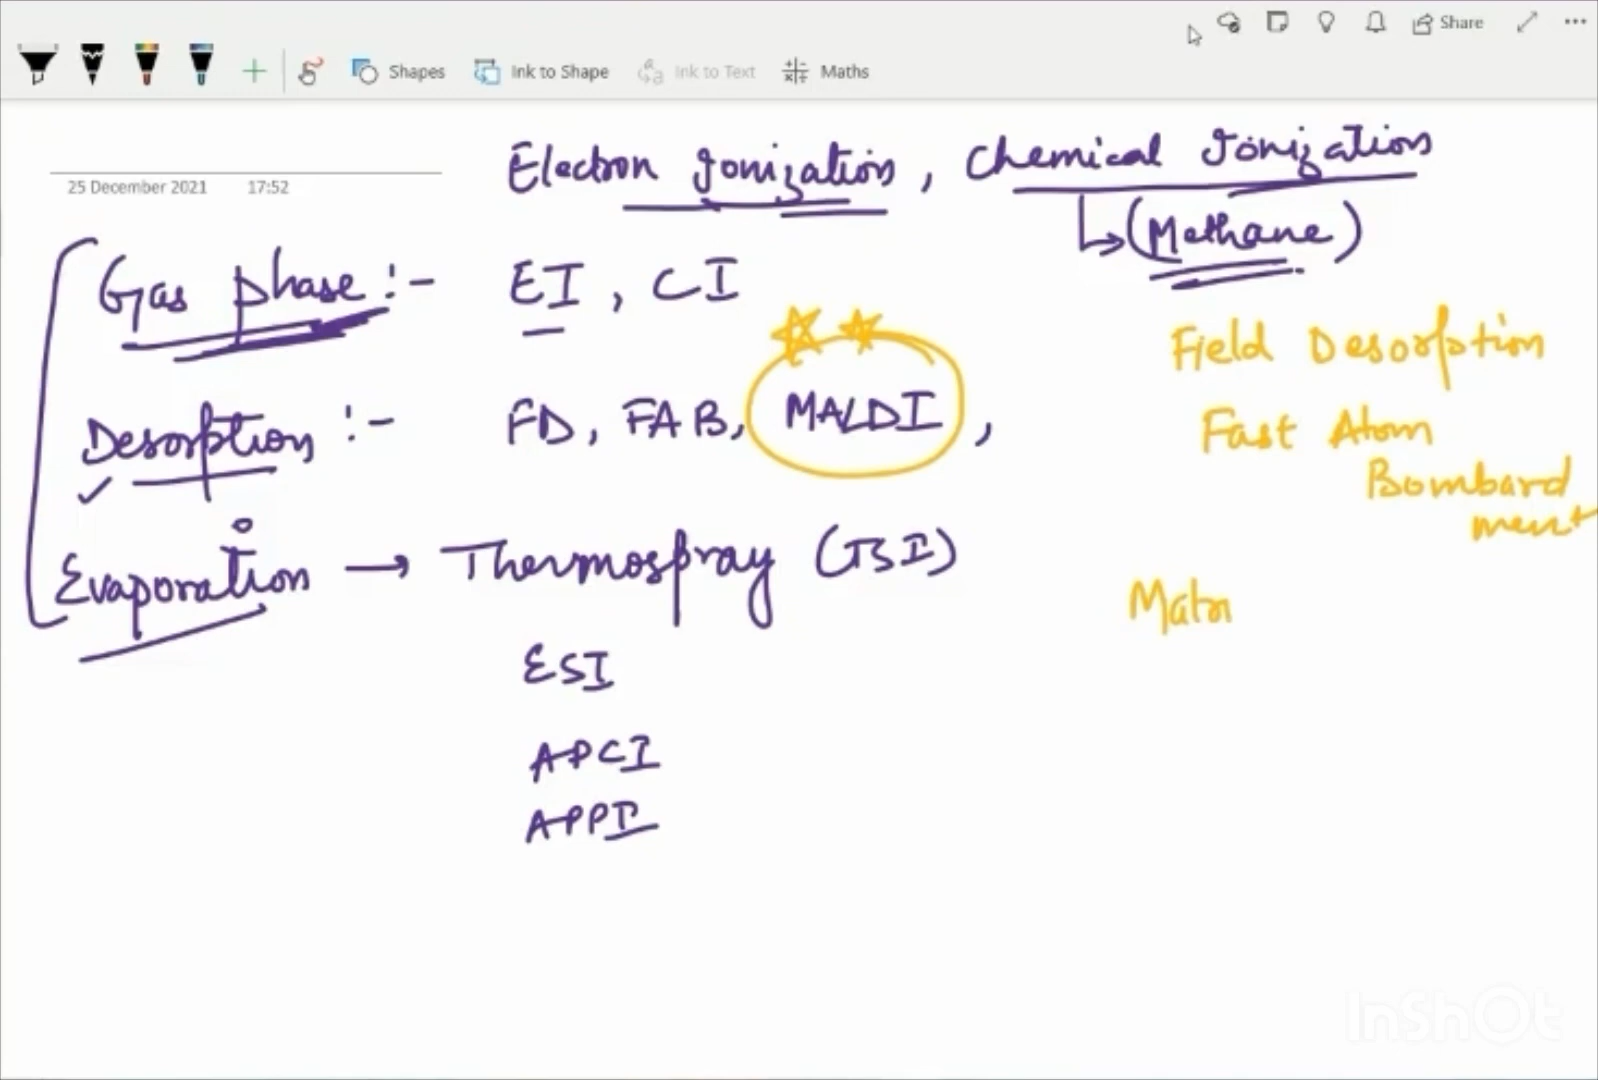 Share
Shapes
Ink to Shape
Ink to Text
Maths
25 December 2021 17:52
Electron Ionization, Chemical Ionization
(Methane)
Gas phase :- EI, CI
Field Desorption
Desorption :- FD, FAB, MALDI,
Fast Atom
Bombard
ment
Evaporation → Thermospray (TSI)
Matri
ESI
APCI
APPI
InShOt